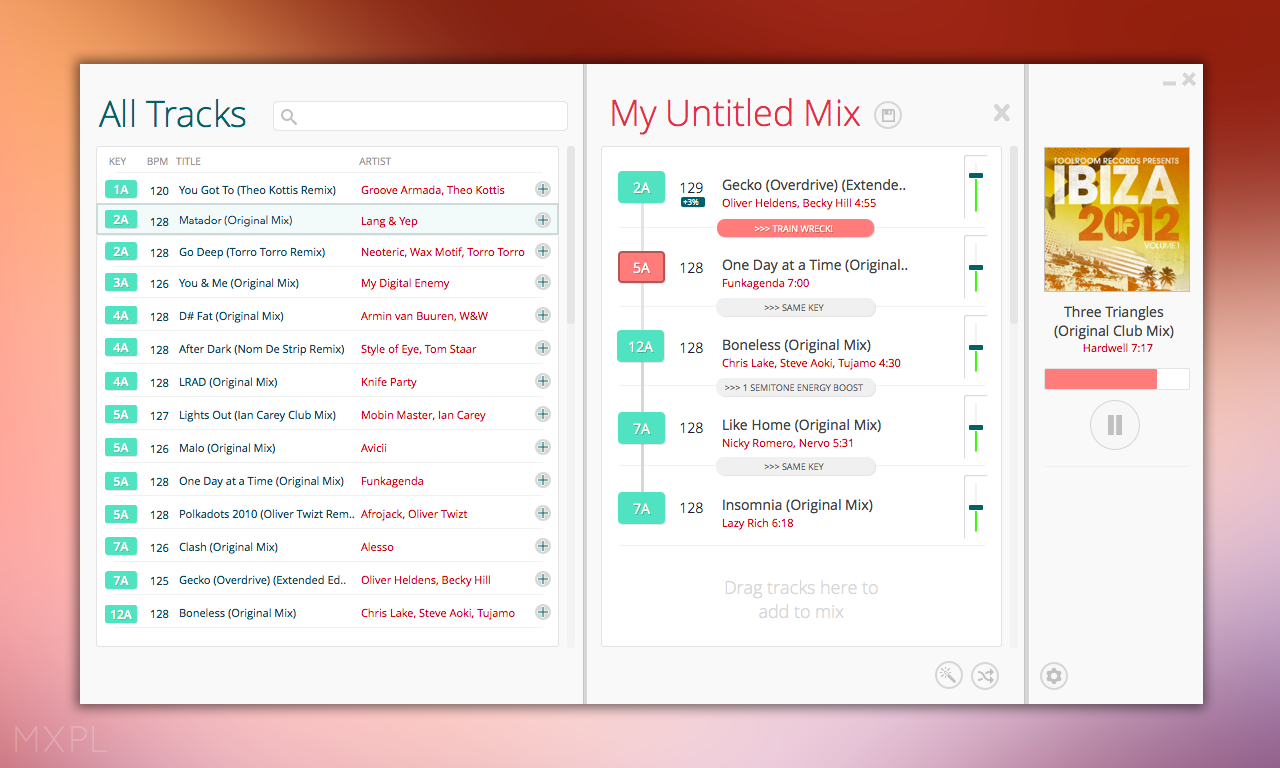 All Tracks
KEY BPM TITLE ARTIST
1A 120 You Got To (Theo Kottis Remix) Groove Armada, Theo Kottis
2A 128 Matador (Original Mix) Lang & Yep
2A 128 Go Deep (Torro Torro Remix) Neoteric, Wax Motif, Torro Torro
3A 126 You & Me (Original Mix) My Digital Enemy
4A 128 D# Fat (Original Mix) Armin van Buuren, W&W
4A 128 After Dark (Nom De Strip Remix) Style of Eye, Tom Staar
4A 128 LRAD (Original Mix) Knife Party
5A 127 Lights Out (Ian Carey Club Mix) Mobin Master, Ian Carey
5A 126 Malo (Original Mix) Avicii
5A 128 One Day at a Time (Original Mix) Funkagenda
5A 128 Polkadots 2010 (Oliver Twizt Rem.. Afrojack, Oliver Twizt
7A 126 Clash (Original Mix) Alesso
7A 125 Gecko (Overdrive) (Extended Ed.. Oliver Heldens, Becky Hill
12A 128 Boneless (Original Mix) Chris Lake, Steve Aoki, Tujamo
My Untitled Mix
2A 129 Gecko (Overdrive) (Extende..
+3% Oliver Heldens, Becky Hill 4:55
>>> TRAIN WRECK!
5A 128 One Day at a Time (Original..
Funkagenda 7:00
>>> SAME KEY
12A 128 Boneless (Original Mix)
Chris Lake, Steve Aoki, Tujamo 4:30
>>> 1 SEMITONE ENERGY BOOST
7A 128 Like Home (Original Mix)
Nicky Romero, Nervo 5:31
>>> SAME KEY
7A 128 Insomnia (Original Mix)
Lazy Rich 6:18
Drag tracks here to
add to mix
TOOLROOM RECORDS PRESENTS
IBIZA
2012
VOLUME 1
Three Triangles
(Original Club Mix)
Hardwell 7:17
MXPL